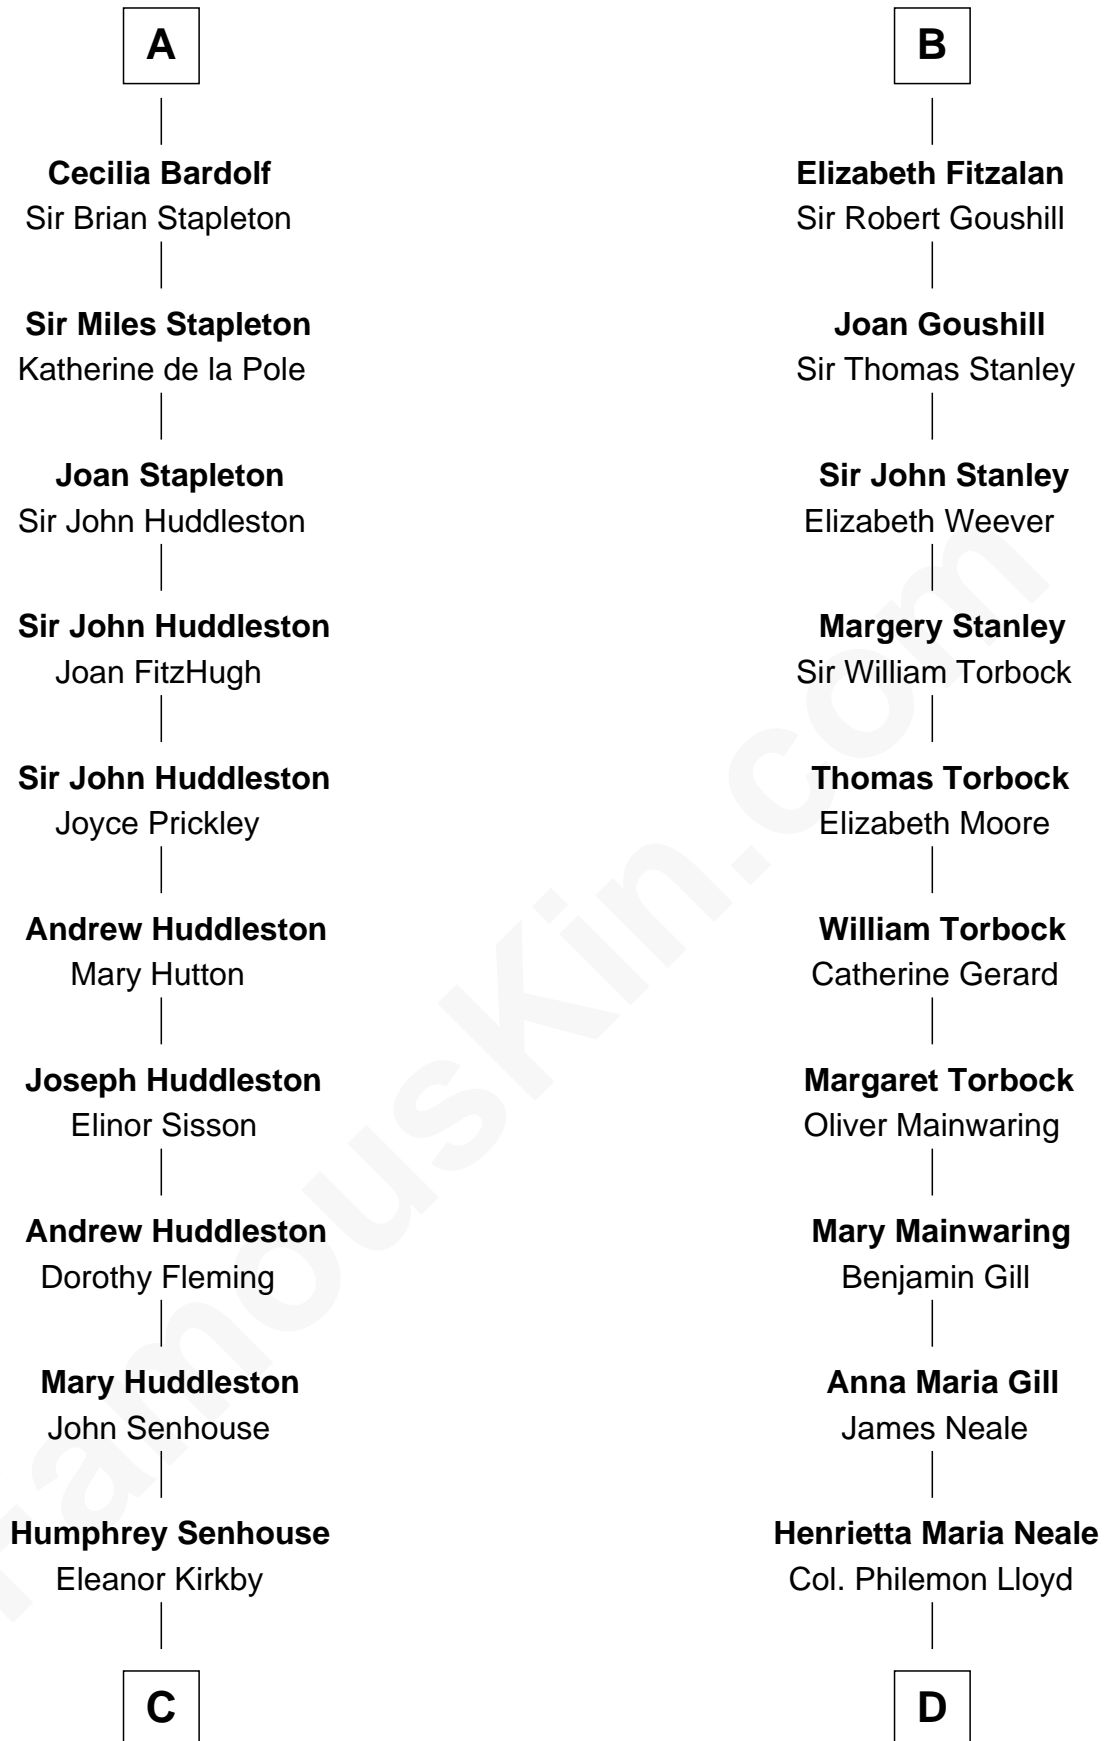 A
Cecilia Bardolf
Sir Brian Stapleton
Sir Miles Stapleton
Katherine de la Pole
Joan Stapleton
Sir John Huddleston
Sir John Huddleston
Joan FitzHugh
Sir John Huddleston
Joyce Prickley
Andrew Huddleston
Mary Hutton
Joseph Huddleston
Elinor Sisson
Andrew Huddleston
Dorothy Fleming
Mary Huddleston
John Senhouse
Humphrey Senhouse
Eleanor Kirkby
C
B
Elizabeth Fitzalan
Sir Robert Goushill
Joan Goushill
Sir Thomas Stanley
Sir John Stanley
Elizabeth Weever
Margery Stanley
Sir William Torbock
Thomas Torbock
Elizabeth Moore
William Torbock
Catherine Gerard
Margaret Torbock
Oliver Mainwaring
Mary Mainwaring
Benjamin Gill
Anna Maria Gill
James Neale
Henrietta Maria Neale
Col. Philemon Lloyd
D
FamousKin.com